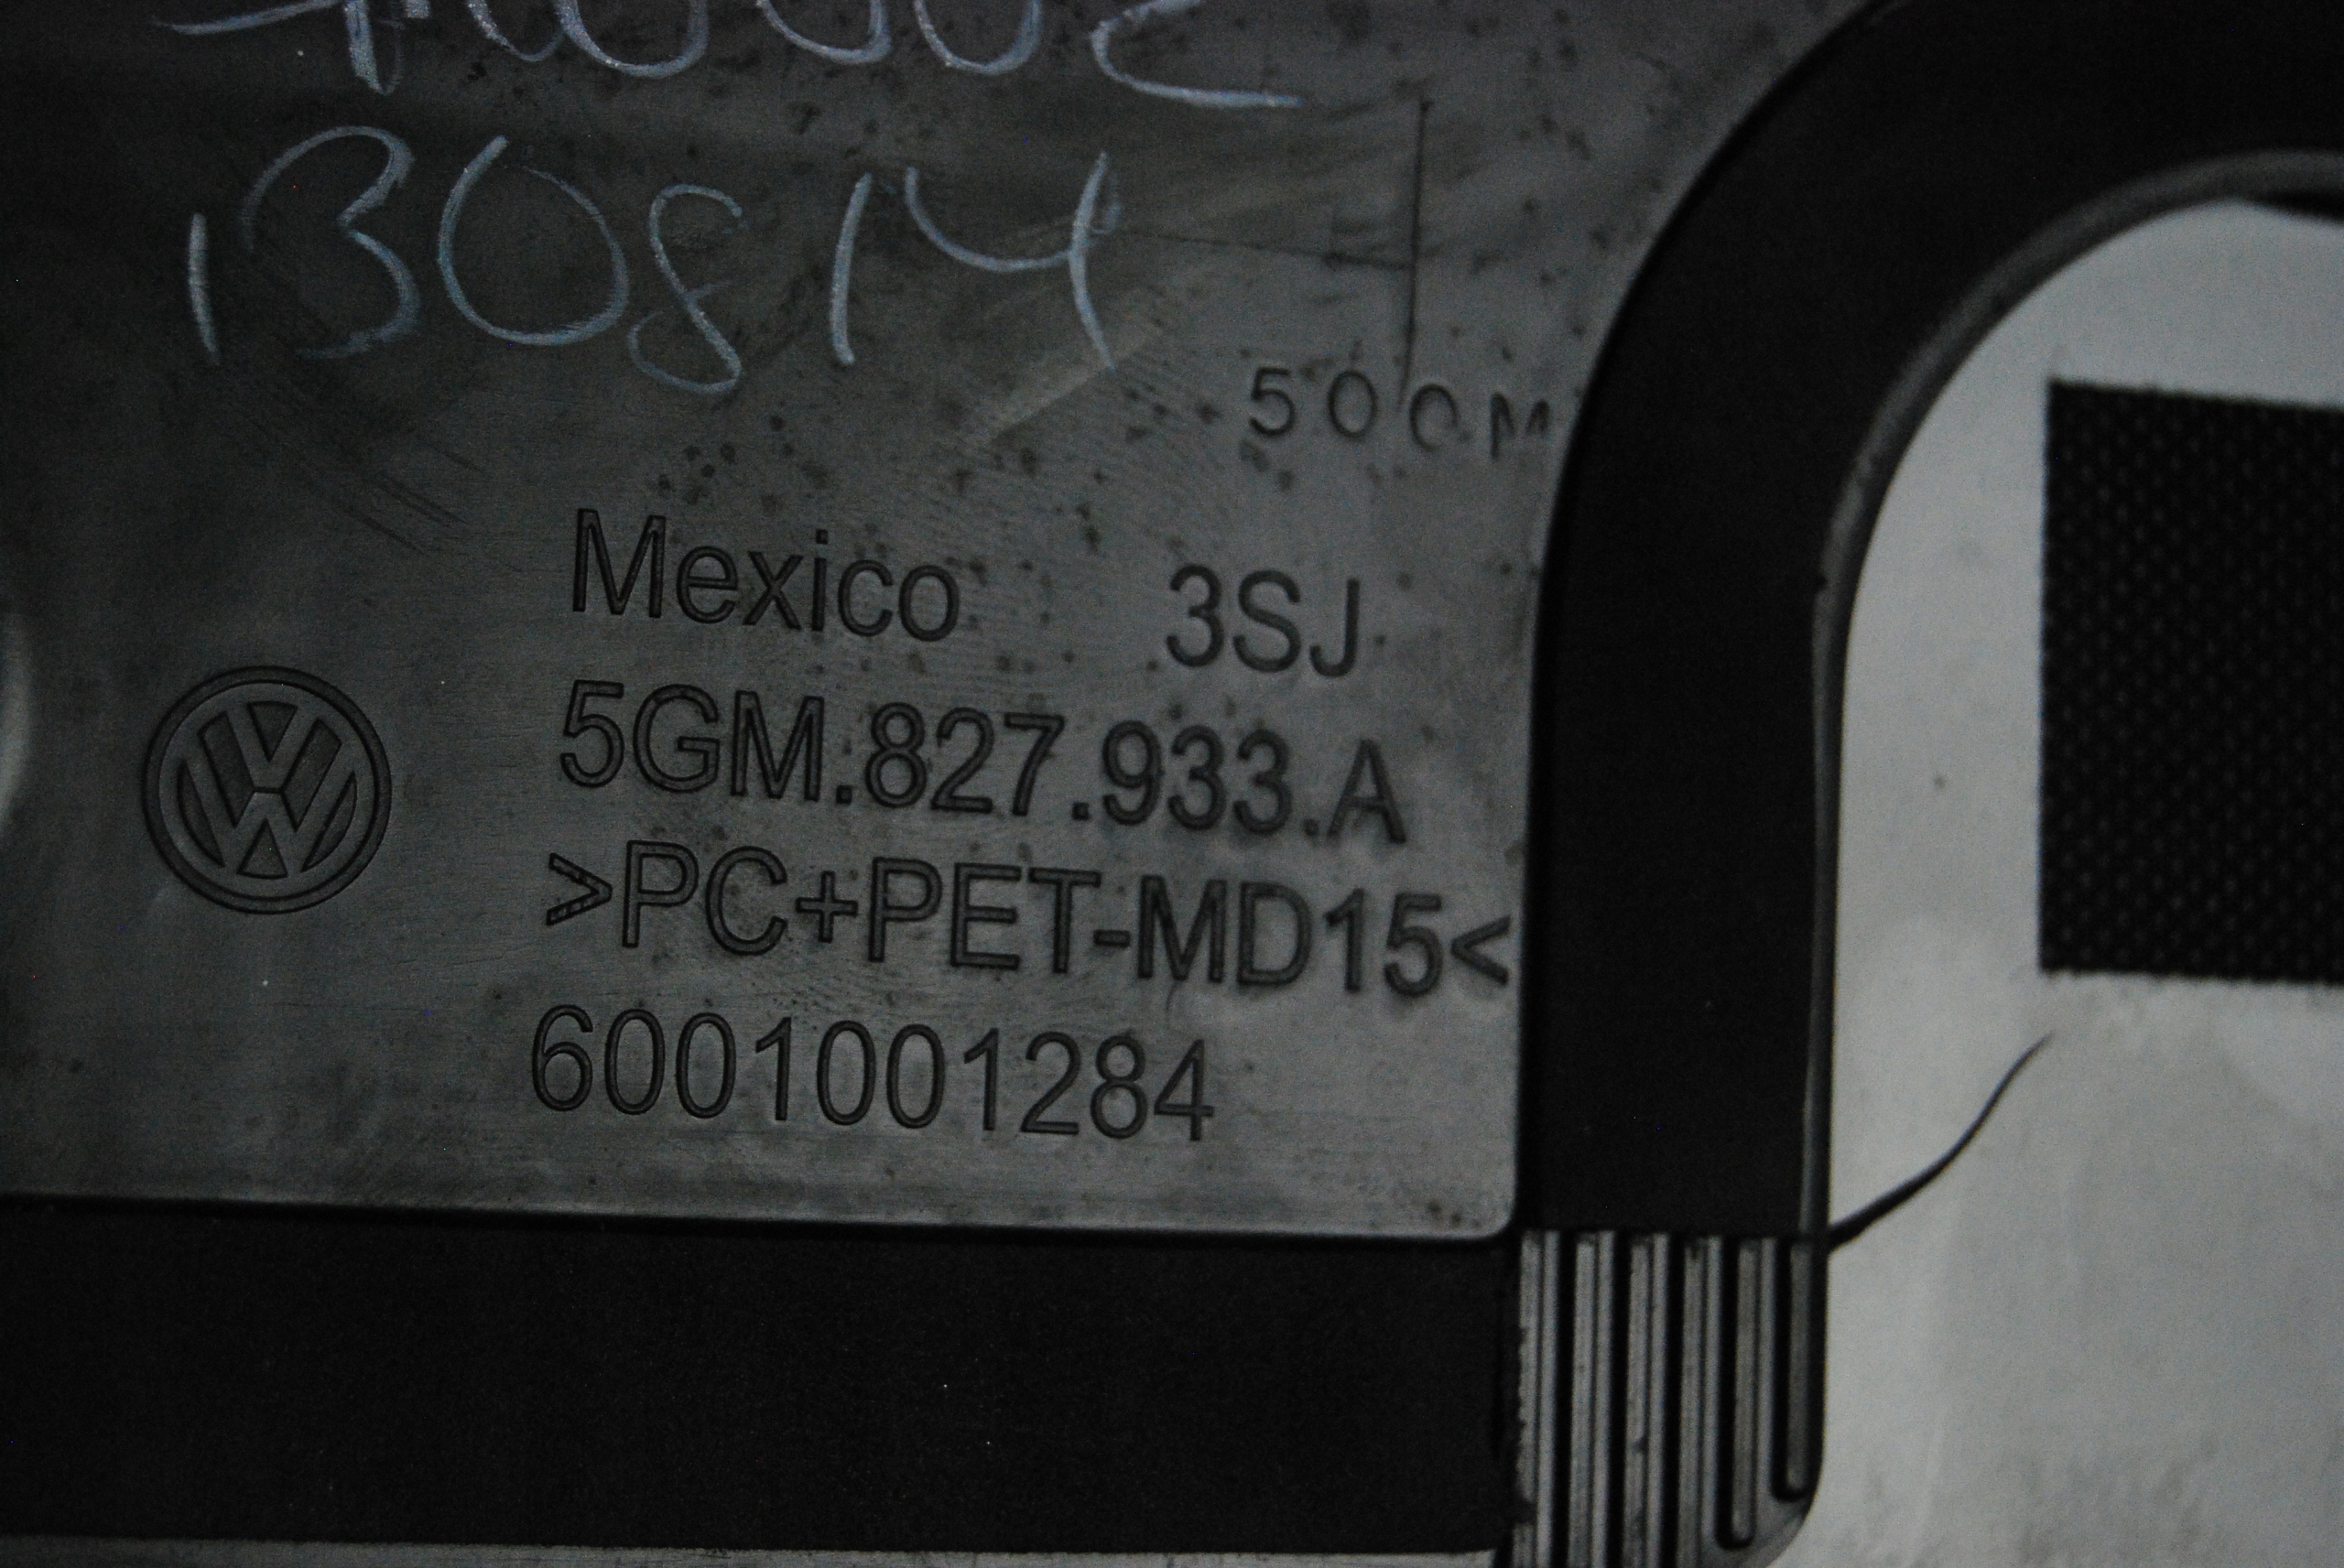 130814
500M
Mexico 3SJ
5GM.827.933.A
>PC+PET-MD15<
6001001284